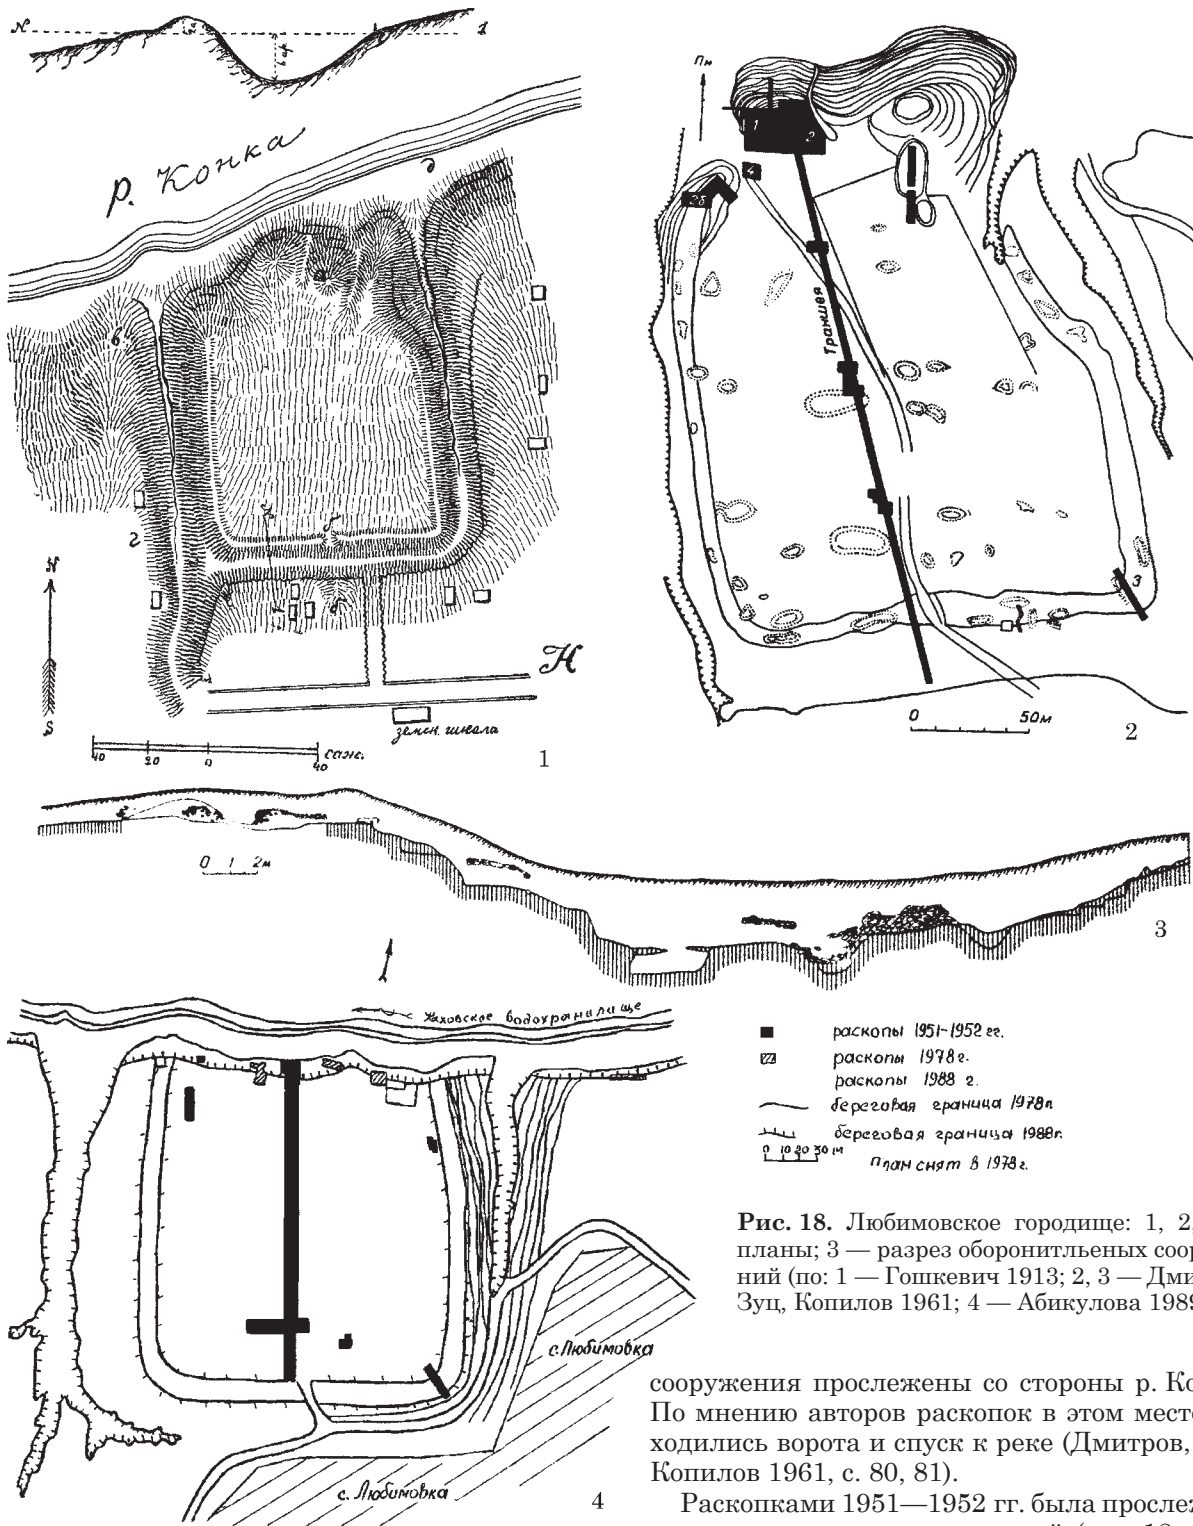 N
1
р. Конка
д
в
г
N
S
Н
земск. школа
40 20 0 40 саж.
1
Пн
1
2
4
2б
Траншея
3
0 50м
2
0 1 2м
3
Каховское водохранилище
раскопы 1951-1952 гг.
раскопы 1978 г.
раскопы 1988 г.
береговая граница 1978г.
береговая граница 1988г.
0 10 20 30 м
План снят в 1978г.
с. Любимовка
с. Любимовка
4
Рис. 18. Любимовское городище: 1, 2,
планы; 3 — разрез оборонитльеных соор
ний (по: 1 — Гошкевич 1913; 2, 3 — Дми
Зуц, Копилов 1961; 4 — Абикулова 1989
сооружения прослежены со стороны р. Ко
По мнению авторов раскопок в этом месте
ходились ворота и спуск к реке (Дмитров,
Копилов 1961, с. 80, 81).
Раскопками 1951—1952 гг. была прослеж